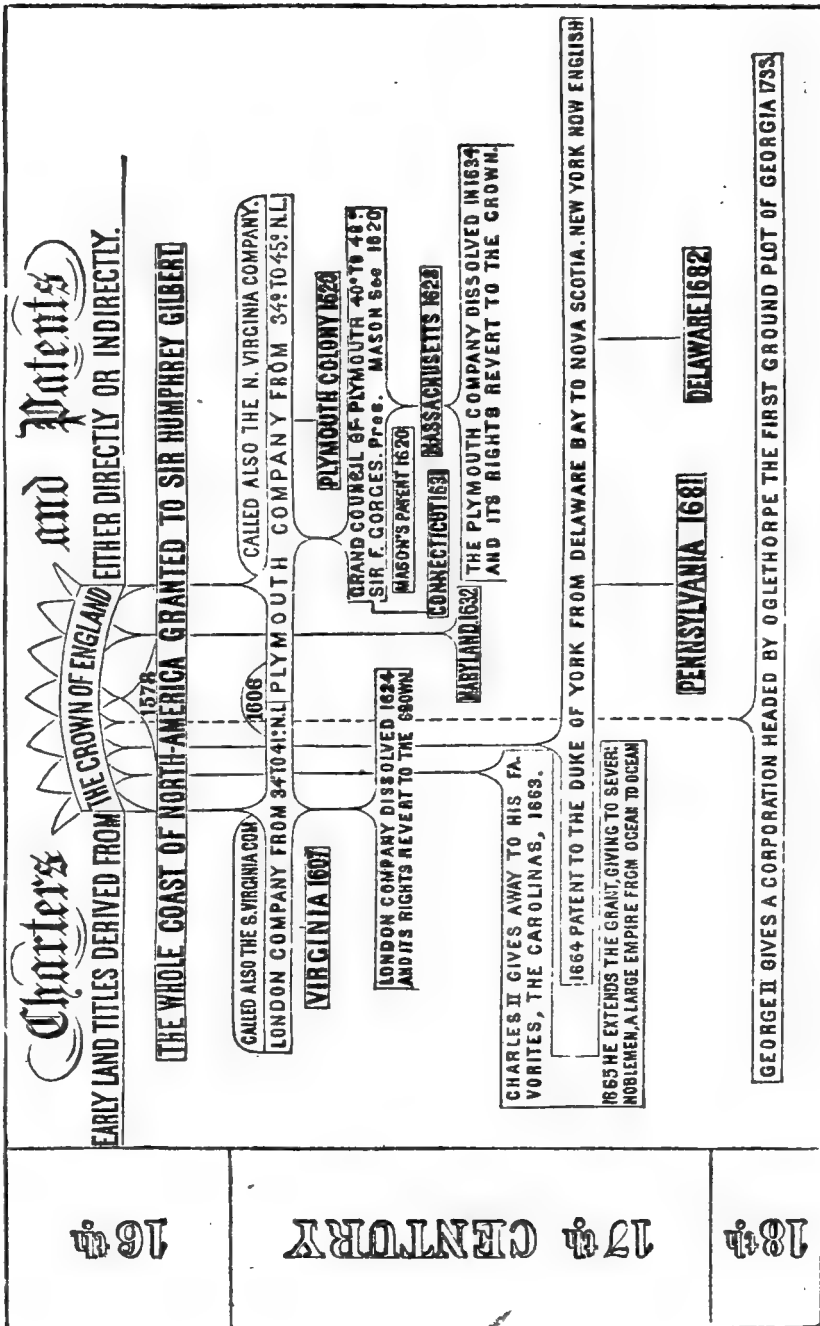 Charters and Patents
EARLY LAND TITLES DERIVED FROM THE CROWN OF ENGLAND EITHER DIRECTLY OR INDIRECTLY.
16th
1578
THE WHOLE COAST OF NORTH-AMERICA GRANTED TO SIR HUMPHREY GILBERT
17th CENTURY
CALLED ALSO THE S. VIRGINIA COM
1606
CALLED ALSO THE N. VIRGINIA COMPANY.
LONDON COMPANY FROM 34 TO 41° N.L.
PLYMOUTH COMPANY FROM 34° TO 45° N.L.
VIRGINIA 1607
PLYMOUTH COLONY 1620
LONDON COMPANY DISSOLVED 1624
AND ITS RIGHTS REVERT TO THE CROWN.
GRAND COUNCIL OF PLYMOUTH 40° TO 48°
SIR F. GORGES. Pres. MASON Sec 1620
MASON'S PATENT 1620
CONNECTICUT 1631
MASSACHUSETTS 1628
MARYLAND. 1632
THE PLYMOUTH COMPANY DISSOLVED IN 1634
AND ITS RIGHTS REVERT TO THE CROWN.
CHARLES II GIVES AWAY TO HIS FA-
VORITES, THE CAROLINAS, 1663.
1664 PATENT TO THE DUKE OF YORK FROM DELAWARE BAY TO NOVA SCOTIA. NEW YORK NOW ENGLISH
1665 HE EXTENDS THE GRANT, GIVING TO SEVER:
NOBLEMEN, A LARGE EMPIRE FROM OCEAN TO OCEAN
PENNSYLVANIA 1681
DELAWARE 1682
18th
GEORGE II GIVES A CORPORATION HEADED BY OGLETHORPE THE FIRST GROUND PLOT OF GEORGIA 1733.